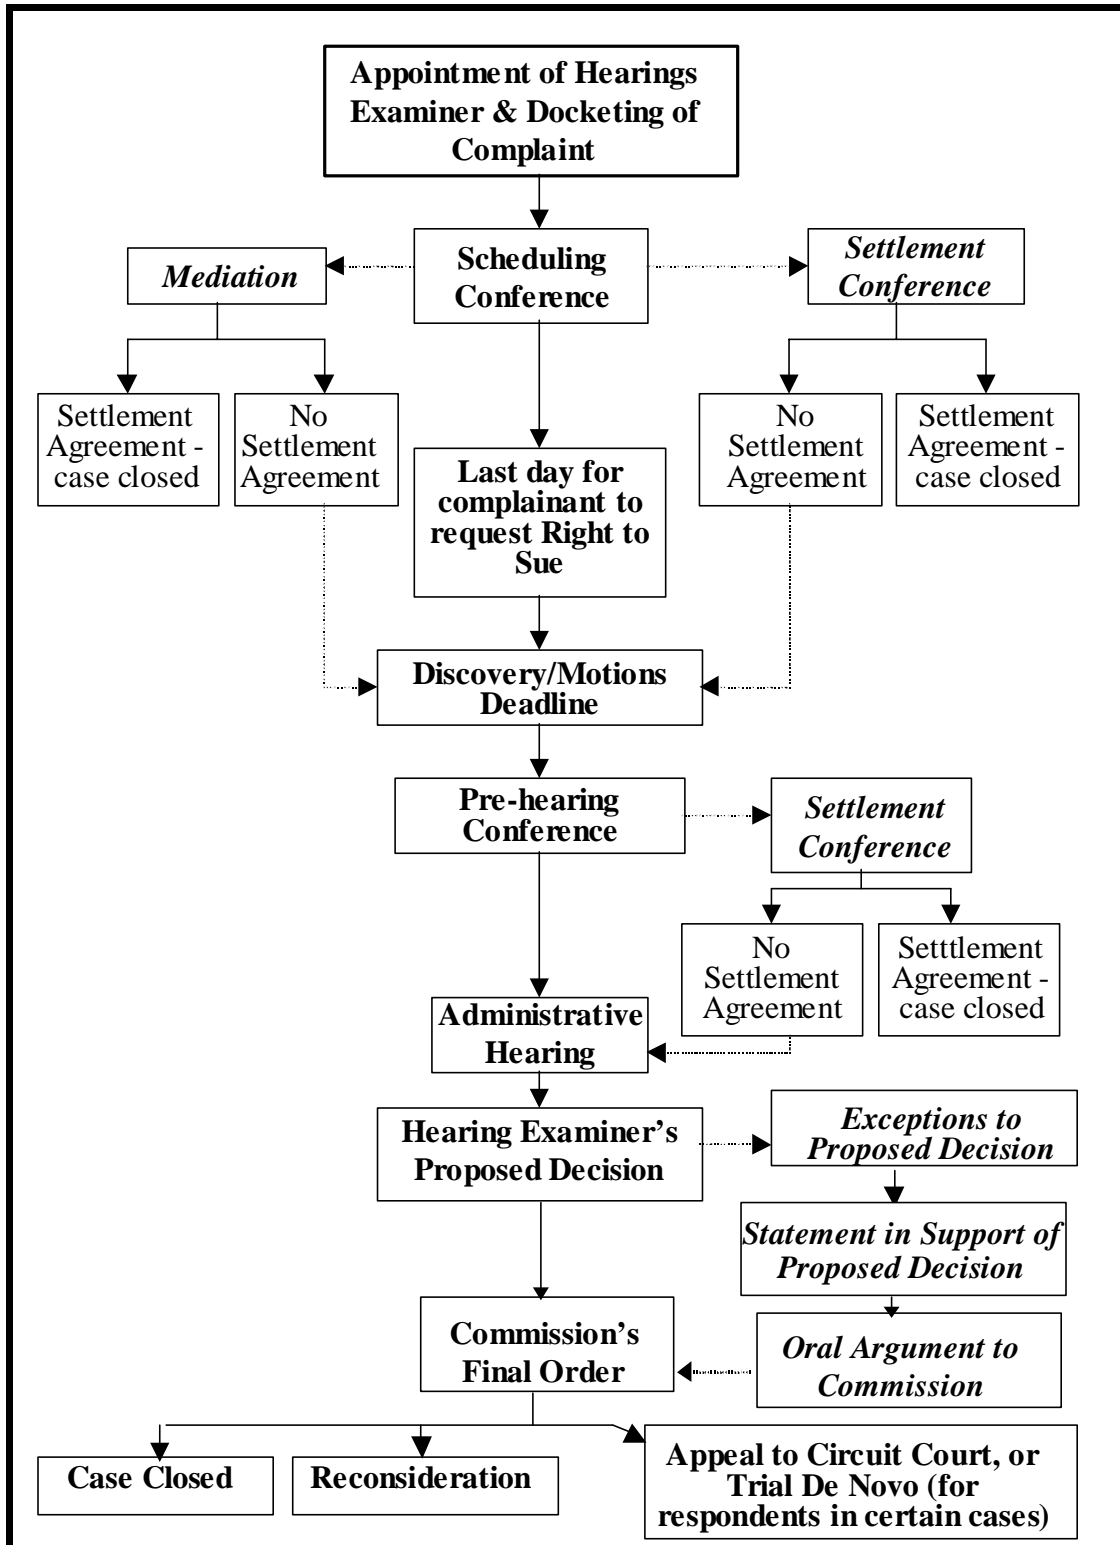 Appointment of Hearings
Examiner & Docketing of
Complaint
Mediation
Scheduling
Conference
Settlement
Conference
Settlement
Agreement -
case closed
No
Settlement
Agreement
No
Settlement
Agreement
Settlement
Agreement -
case closed
Last day for
complainant to
request Right to
Sue
Discovery/Motions
Deadline
Pre-hearing
Conference
Settlement
Conference
No
Settlement
Agreement
Setttlement
Agreement -
case closed
Administrative
Hearing
Hearing Examiner’s
Proposed Decision
Exceptions to
Proposed Decision
Statement in Support of
Proposed Decision
Commission’s
Final Order
Oral Argument to
Commission
Case Closed
Reconsideration
Appeal to Circuit Court, or
Trial De Novo (for
respondents in certain cases)